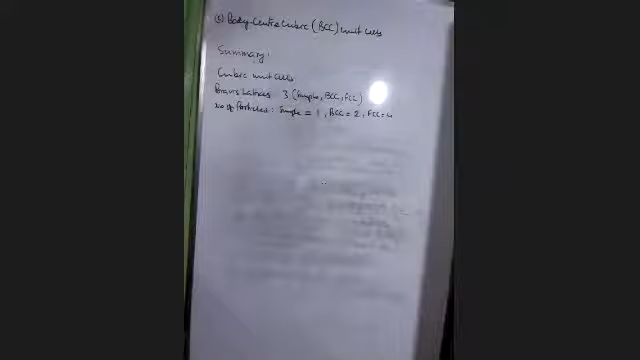 (c) Body Centre Cubic (BCC) unit cells
Summary:
Cubic unit cells
Bravais Lattices: 3 (Simple, BCC, FCC)
No of Particles: Simple = 1, BCC = 2, FCC = 4